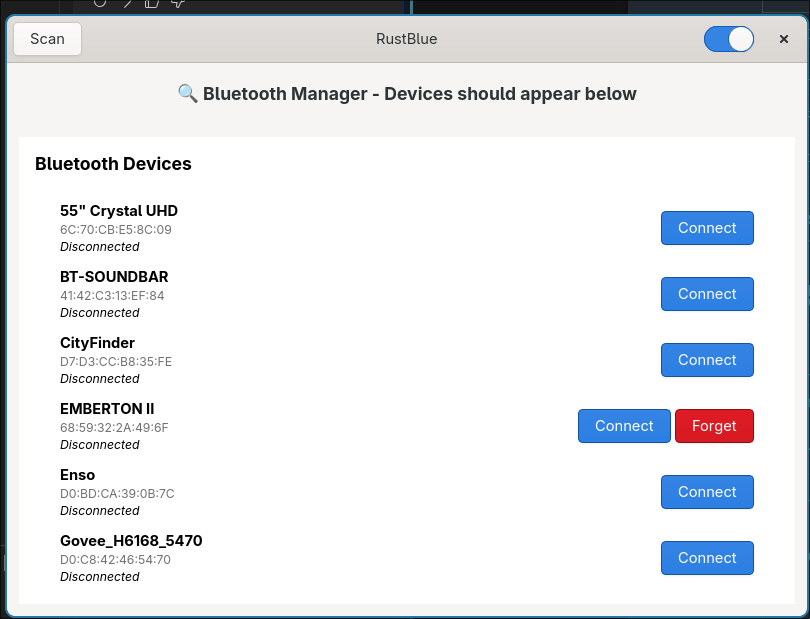 Scan
RustBlue
🔍 Bluetooth Manager - Devices should appear below
Bluetooth Devices
55" Crystal UHD
6C:70:CB:E5:8C:09
Disconnected
Connect
BT-SOUNDBAR
41:42:C3:13:EF:84
Disconnected
Connect
CityFinder
D7:D3:CC:B8:35:FE
Disconnected
Connect
EMBERTON II
68:59:32:2A:49:6F
Disconnected
Connect Forget
Enso
D0:BD:CA:39:0B:7C
Disconnected
Connect
Govee_H6168_5470
D0:C8:42:46:54:70
Disconnected
Connect